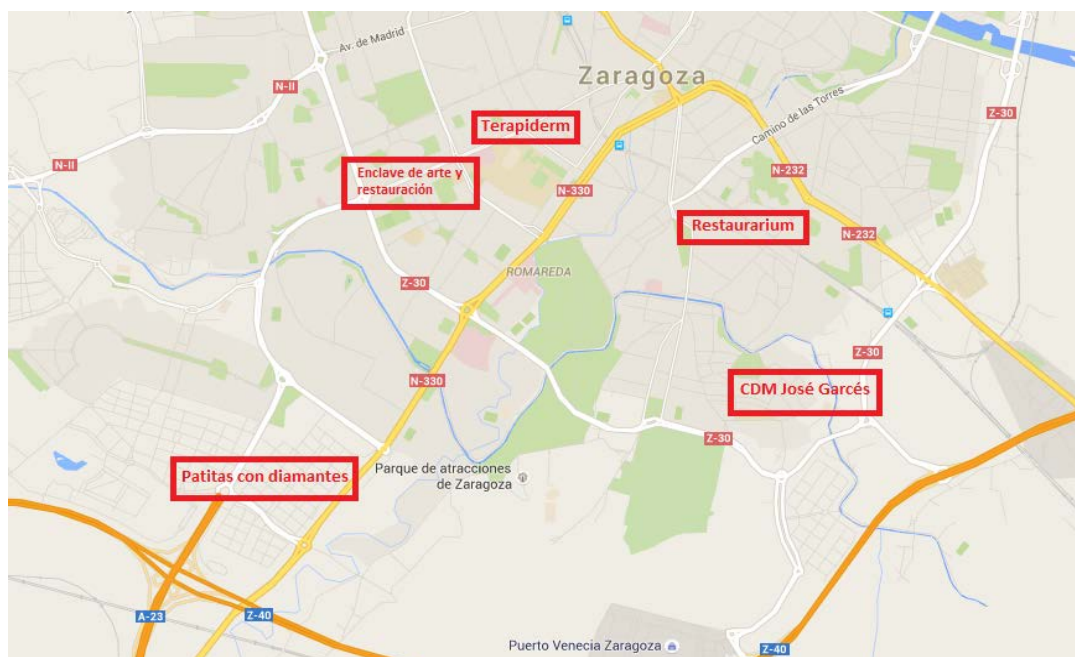 Av. de Madrid
Zaragoza
Z-30
N-II
Terapiderm
Camino de las Torres
N-II
Enclave de arte y
restauración
N-330
N-232
Restaurarium
N-232
ROMAREDA
Z-30
Z-30
N-330
CDM José Garcés
Z-30
Patitas con diamantes
Parque de atracciones
de Zaragoza
A-23
Z-40
Puerto Venecia Zaragoza
Z-40